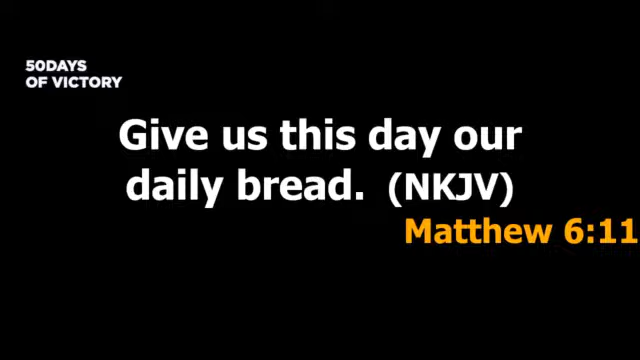 50DAYS
OF VICTORY
Give us this day our
daily bread. (NKJV)
Matthew 6:11